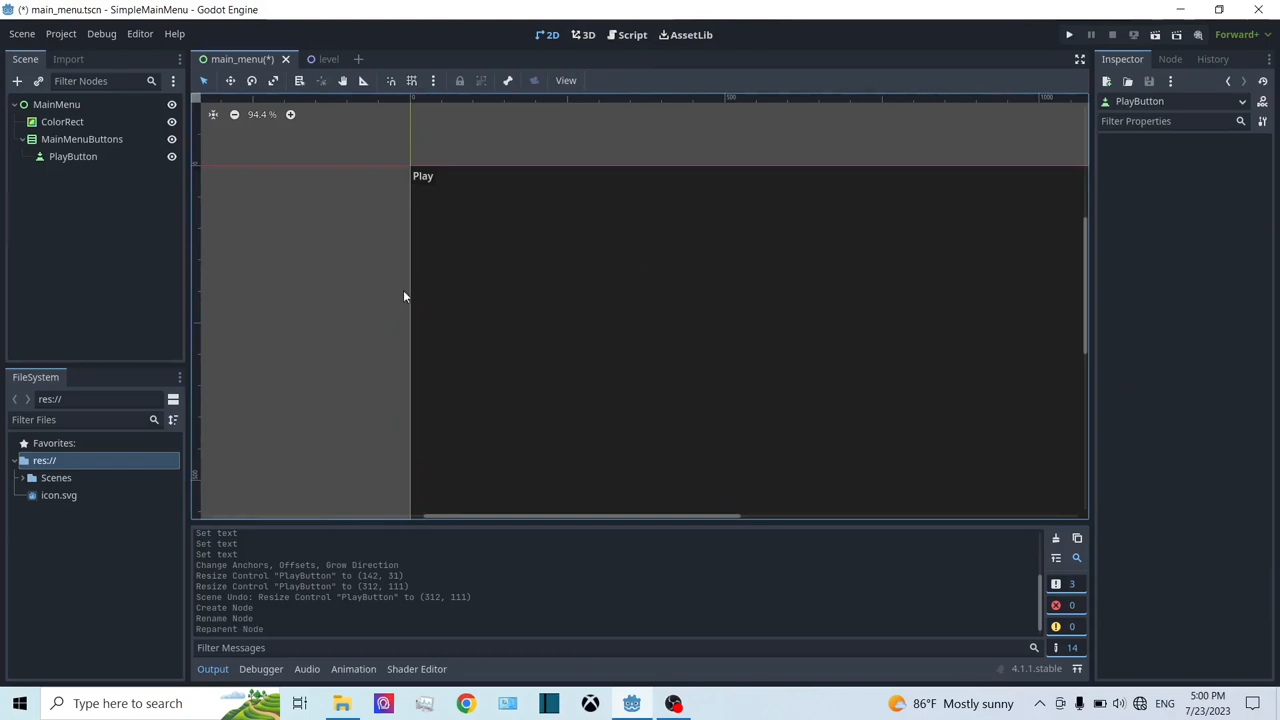 (*) main_menu.tscn - SimpleMainMenu - Godot Engine
Scene Project Debug Editor Help
2D 3D Script AssetLib
Forward+
Scene Import
main_menu(*) level
Inspector Node History
Filter Nodes
View
MainMenu
PlayButton
0 500 1000
94.4 %
ColorRect
Filter Properties
MainMenuButtons
PlayButton
0
Play
FileSystem
res://
Filter Files
Favorites:
res://
500
Scenes
icon.svg
Set text
Set text
Set text
Change Anchors, Offsets, Grow Direction
Resize Control "PlayButton" to (142, 31)
Resize Control "PlayButton" to (312, 111)
Scene Undo: Resize Control "PlayButton" to (312, 111)
Create Node
Rename Node
Reparent Node
3
0
0
14
Filter Messages
Output Debugger Audio Animation Shader Editor
4.1.1.stable
Type here to search
86°F Mostly sunny
ENG
5:00 PM
7/23/2023